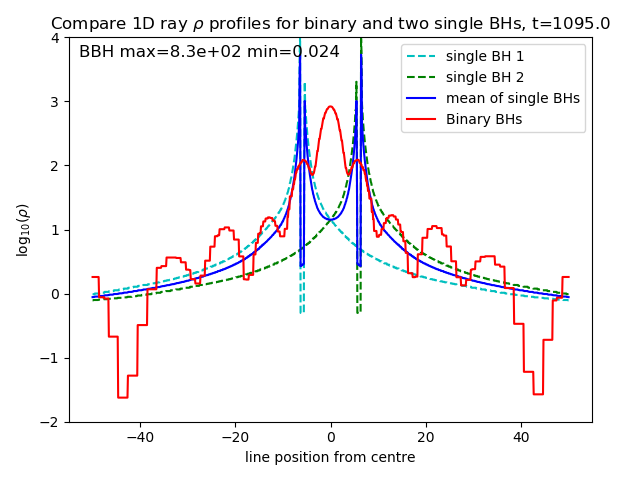 Compare 1D ray ρ profiles for binary and two single BHs, t=1095.0
BBH max=8.3e+02 min=0.024
single BH 1
single BH 2
mean of single BHs
Binary BHs
log₁₀(ρ)
4
3
2
1
0
−1
−2
−40 −20 0 20 40
line position from centre